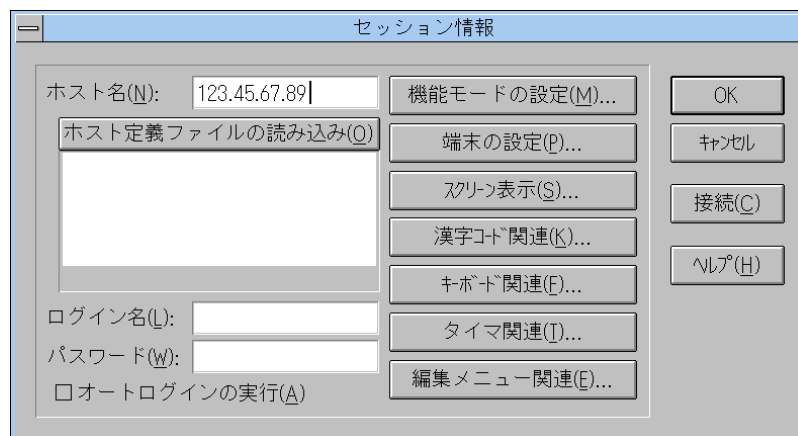 セッション情報
ホスト名(N): 123.45.67.89
ホスト定義ファイルの読み込み(O)
ログイン名(L):
パスワード(W):
オートログインの実行(A)
機能モードの設定(M)...
端末の設定(P)...
ｽｸﾘｰﾝ表示(S)...
漢字ｺｰﾄﾞ関連(K)...
ｷｰﾎﾞｰﾄﾞ関連(F)...
タイマ関連(T)...
編集メニュー関連(E)...
OK
ｷｬﾝｾﾙ
接続(C)
ﾍﾙﾌﾟ(H)